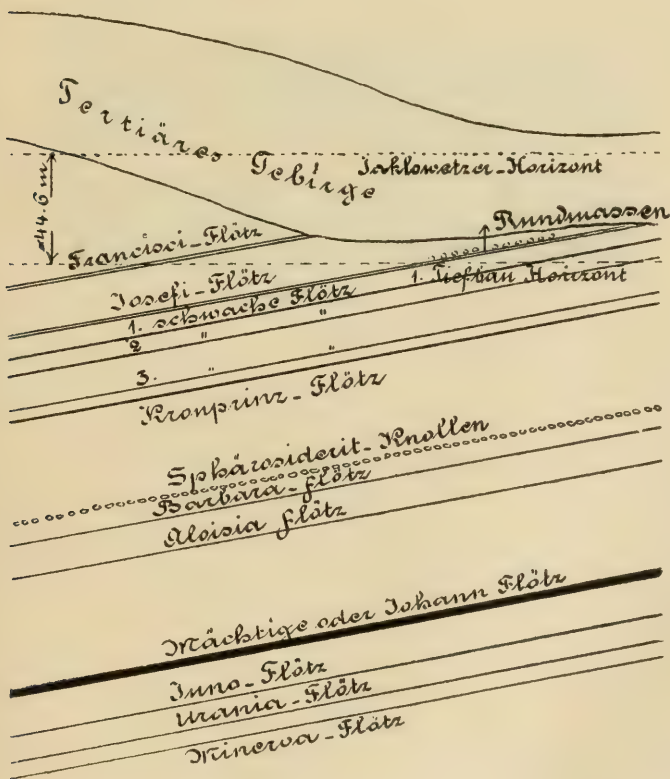 Tertiäres Gebirge
Jaklowetzer-Horizont
44.6 m
Rundmassen
Francisci-Flötz
1. Tiefbau Horizont
Josefi-Flötz
1. schwache Flötz
2 " "
3. " "
Kronprinz-Flötz
Sphärosiderit-Knollen
Barbara-Flötz
Aloisia Flötz
Mächtige oder Johann Flötz
Juno-Flötz
Urania-Flötz
Minerva-Flötz